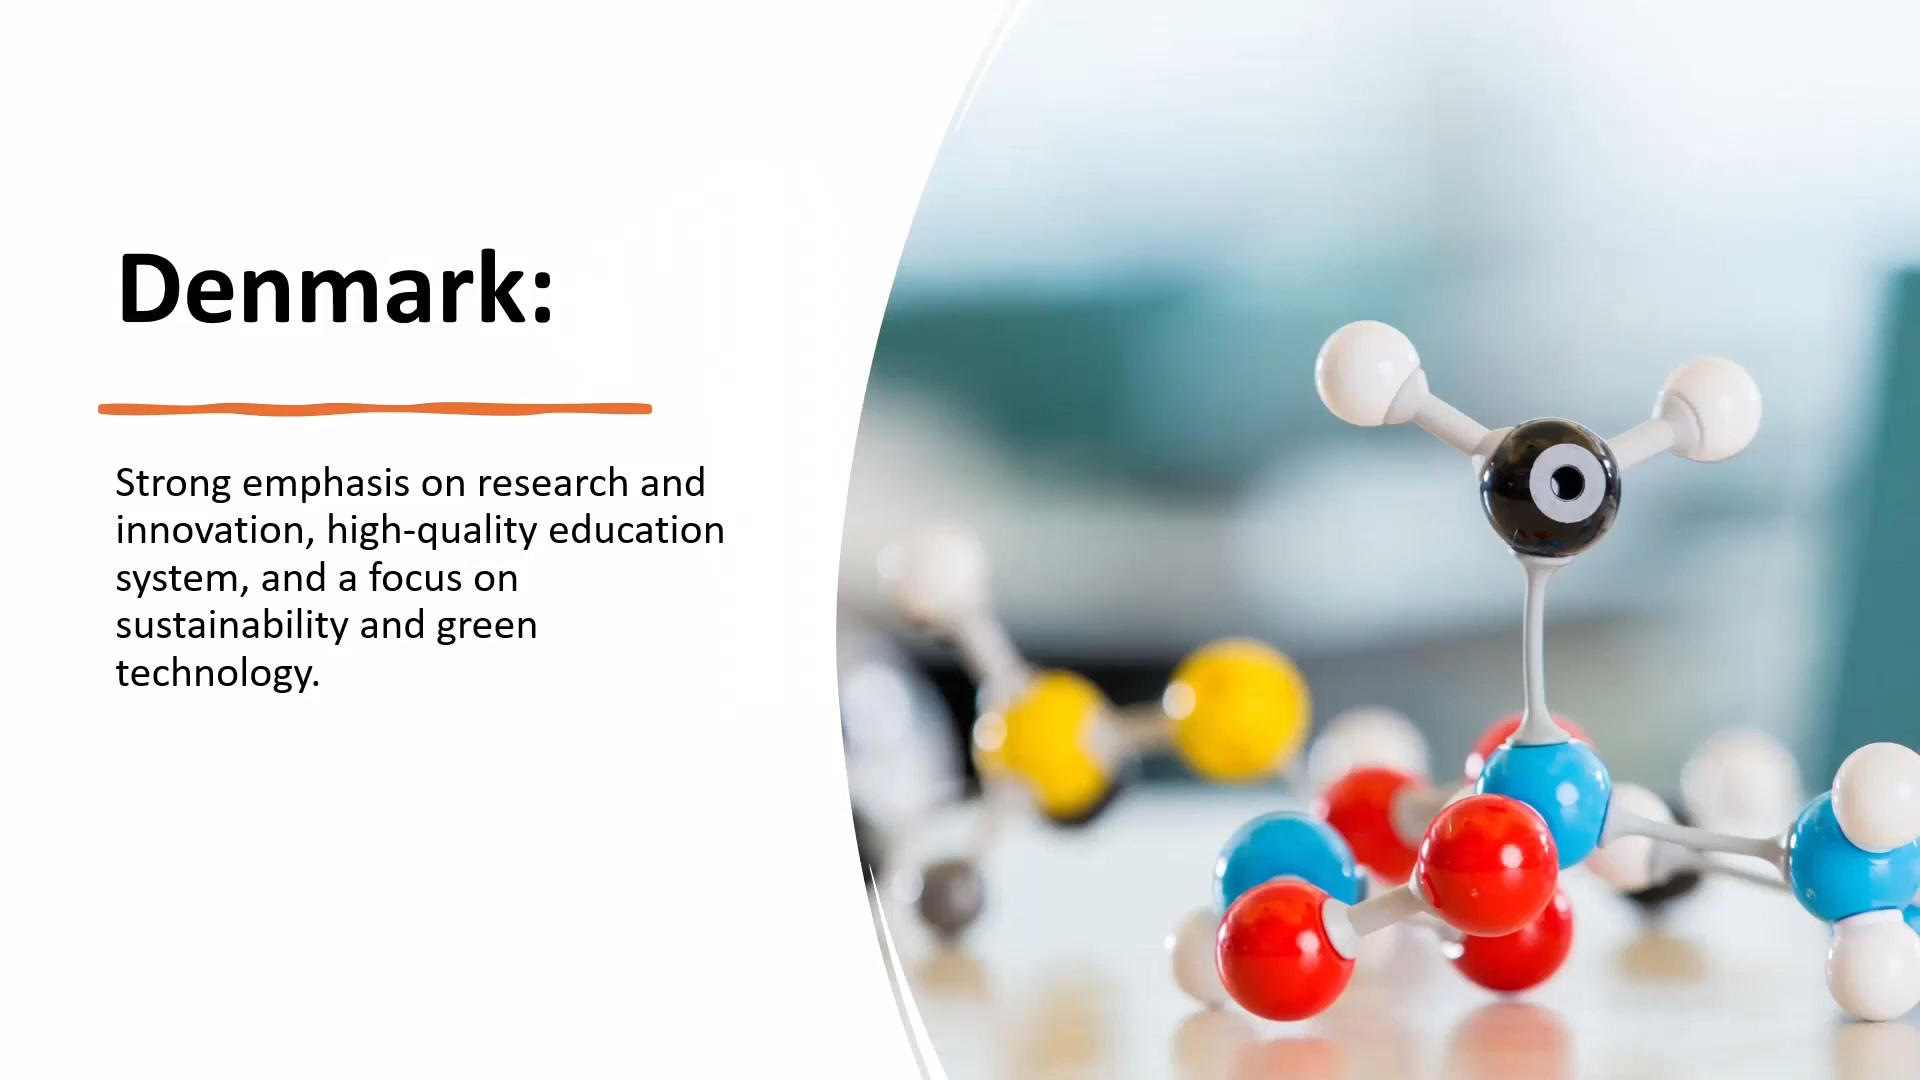 Denmark:
Strong emphasis on research and
innovation, high-quality education
system, and a focus on
sustainability and green
technology.